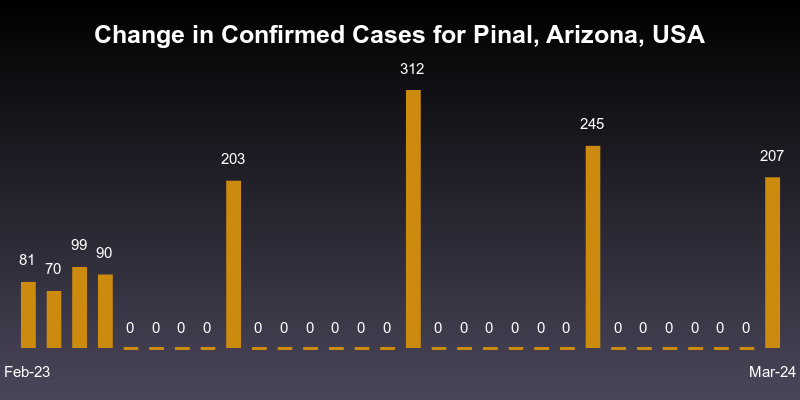 Change in Confirmed Cases for Pinal, Arizona, USA
81 70 99 90 0 0 0 0 203 0 0 0 0 0 0 312 0 0 0 0 0 0 245 0 0 0 0 0 0 207
Feb-23 Mar-24